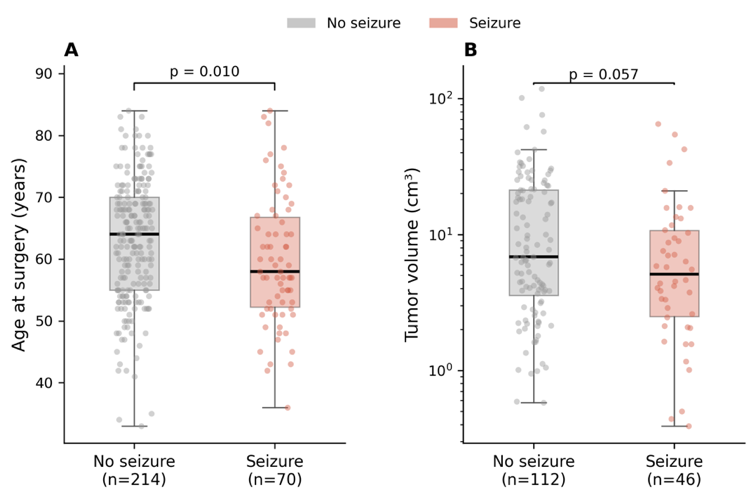 No seizure
Seizure
A
B
p = 0.010
p = 0.057
Age at surgery (years)
90
80
70
60
50
40
No seizure
(n=214)
Seizure
(n=70)
Tumor volume (cm³)
10²
10¹
10⁰
No seizure
(n=112)
Seizure
(n=46)